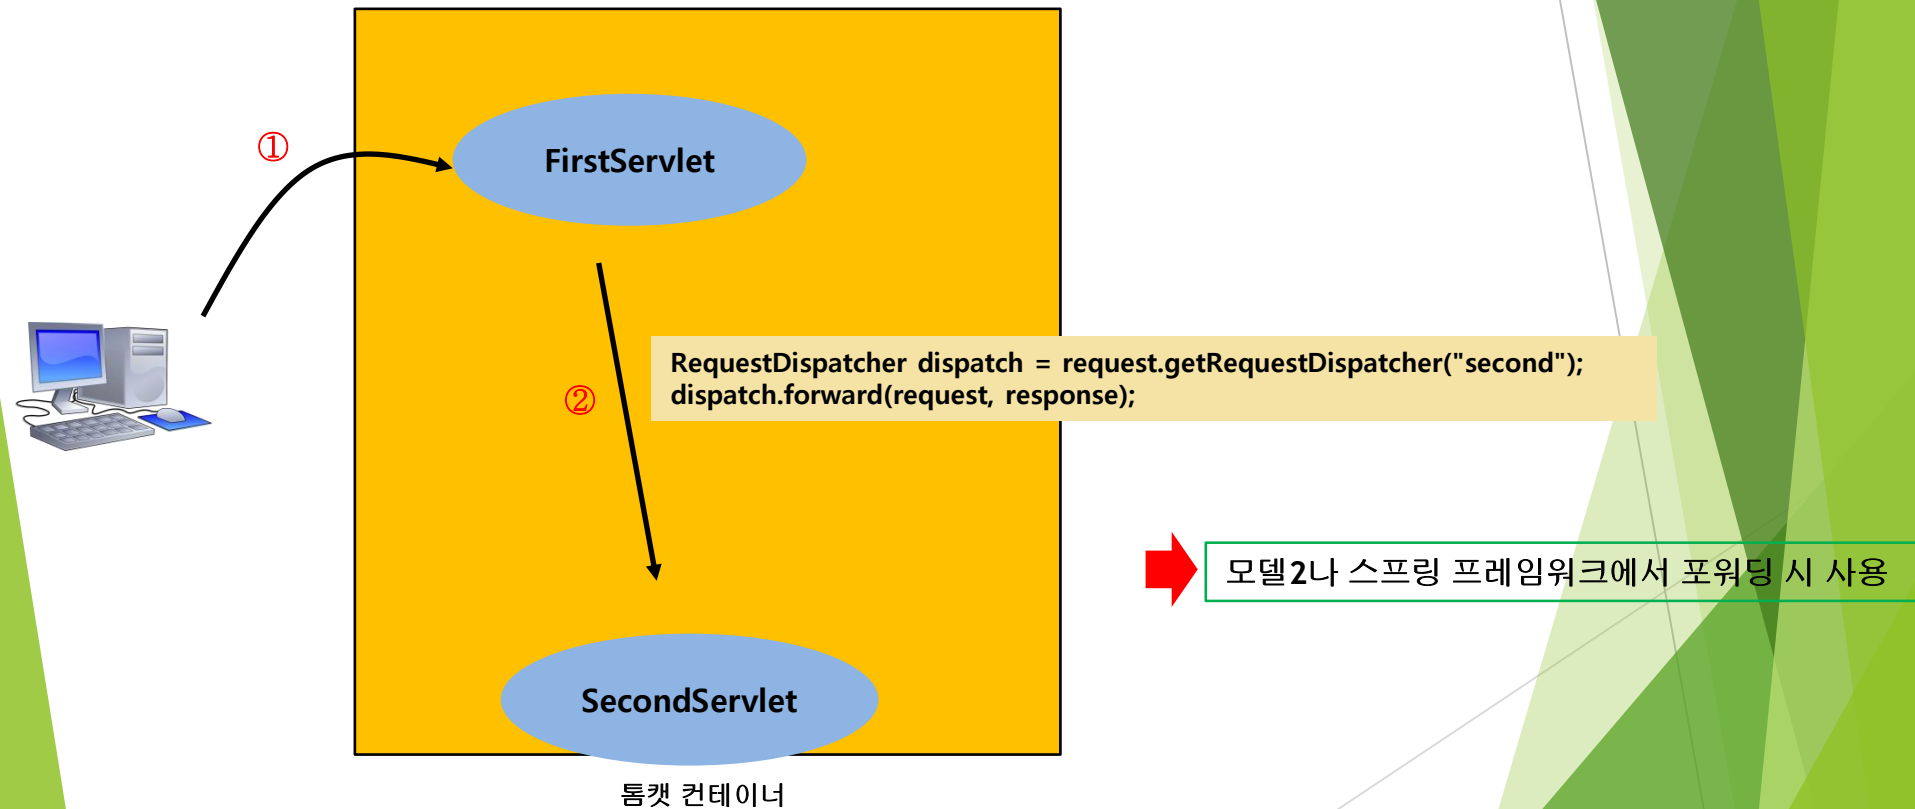 ①
FirstServlet
RequestDispatcher dispatch = request.getRequestDispatcher("second");
dispatch.forward(request, response);
②
모델2나 스프링 프레임워크에서 포워딩 시 사용
SecondServlet
톰캣 컨테이너